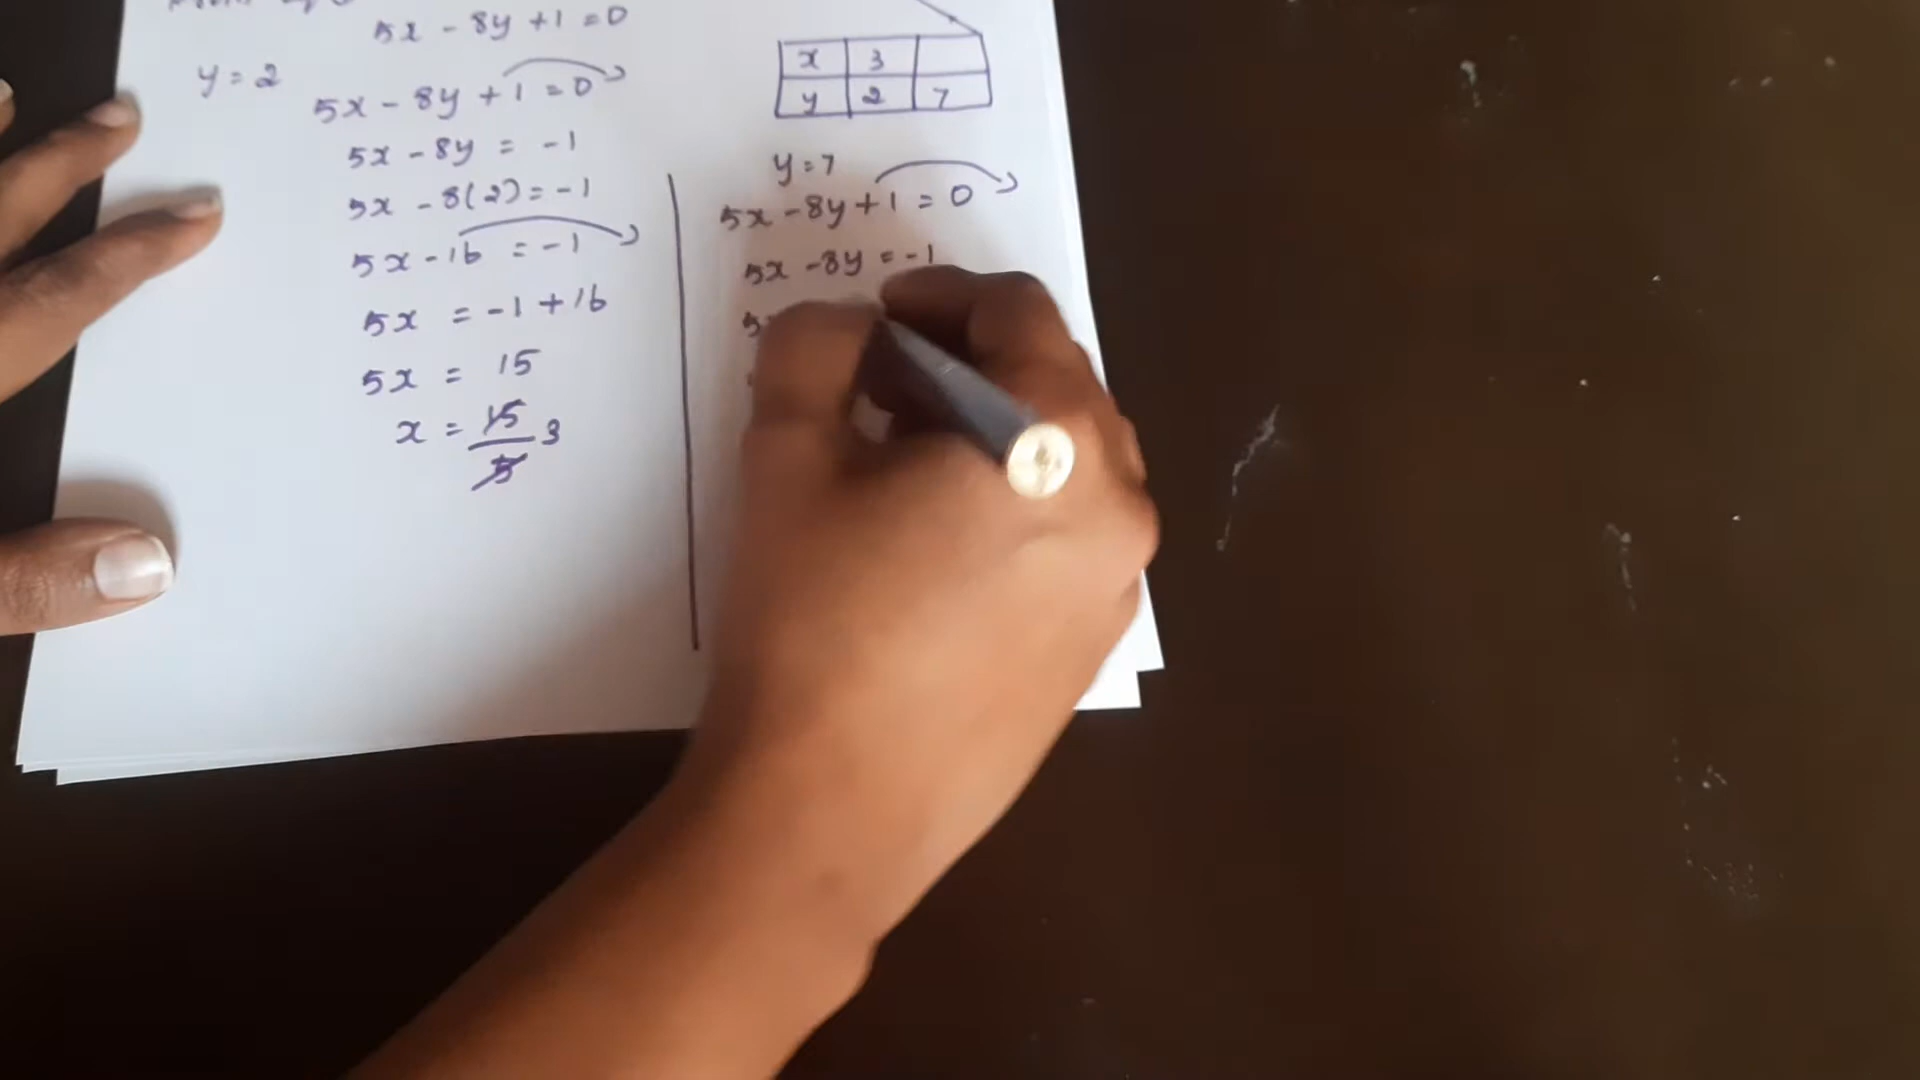 5x - 8y + 1 = 0
y = 2
5x - 8y + 1 = 0
5x - 8y = -1
5x - 8(2) = -1
5x - 16 = -1
5x = -1 + 16
5x = 15
x = 15/5 3
x 3
y 2 7
y = 7
5x - 8y + 1 = 0
5x - 8y = -1